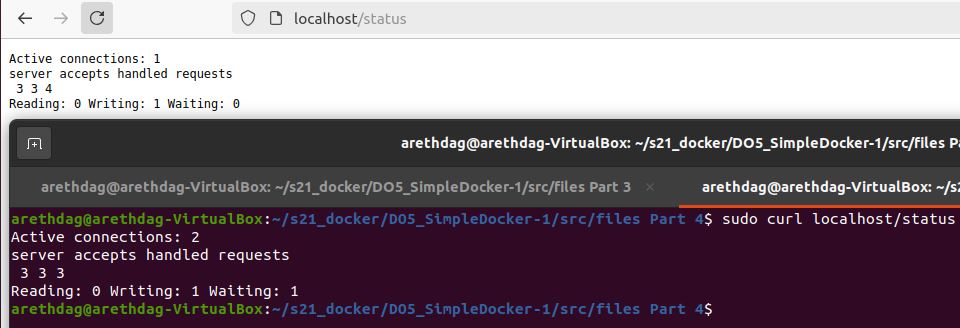 localhost/status
Active connections: 1
server accepts handled requests
3 3 4
Reading: 0 Writing: 1 Waiting: 0
arethdag@arethdag-VirtualBox: ~/s21_docker/DO5_SimpleDocker-1/src/files Pa
arethdag@arethdag-VirtualBox: ~/s21_docker/DO5_SimpleDocker-1/src/files Part 3 ×
arethdag@arethdag-VirtualBox: ~/s2
arethdag@arethdag-VirtualBox:~/s21_docker/DO5_SimpleDocker-1/src/files Part 4$ sudo curl localhost/status
Active connections: 2
server accepts handled requests
3 3 3
Reading: 0 Writing: 1 Waiting: 1
arethdag@arethdag-VirtualBox:~/s21_docker/DO5_SimpleDocker-1/src/files Part 4$